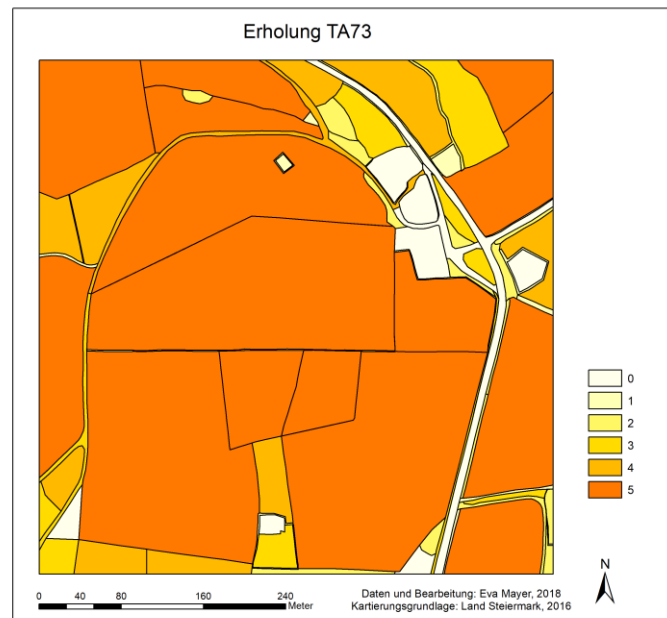 Erholung TA73
0
1
2
3
4
5
N
0 40 80 160 240
Meter
Daten und Bearbeitung: Eva Mayer, 2018
Kartierungsgrundlage: Land Steiermark, 2016